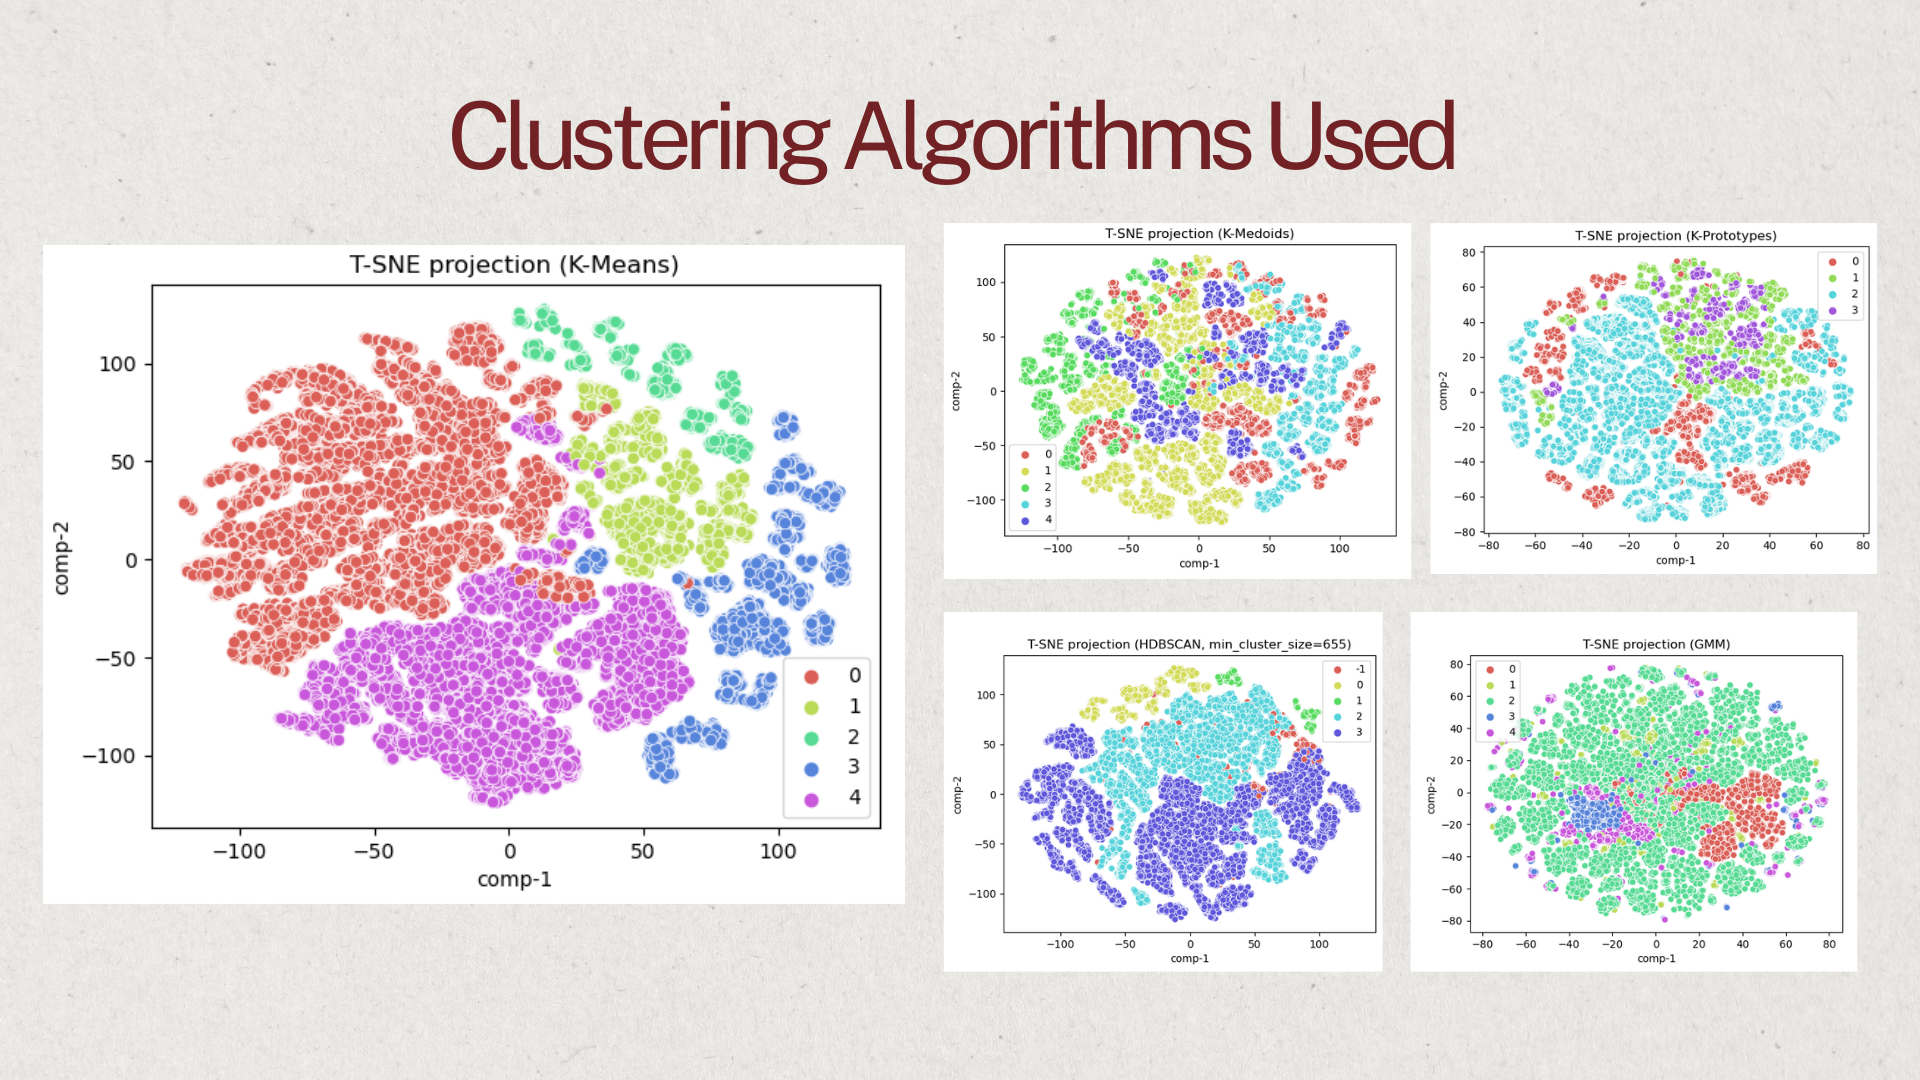 Clustering Algorithms Used
T-SNE projection (K-Means)
comp-2
100
50
0
−50
−100
−100 −50 0 50 100
comp-1
0
1
2
3
4
T-SNE projection (K-Medoids)
comp-2
100
50
0
−50
−100
−100 −50 0 50 100
comp-1
0
1
2
3
4
T-SNE projection (K-Prototypes)
comp-2
80
60
40
20
0
−20
−40
−60
−80
−80 −60 −40 −20 0 20 40 60 80
comp-1
0
1
2
3
T-SNE projection (HDBSCAN, min_cluster_size=655)
comp-2
100
50
0
−50
−100
−100 −50 0 50 100
comp-1
-1
0
1
2
3
T-SNE projection (GMM)
comp-2
80
60
40
20
0
−20
−40
−60
−80
−80 −60 −40 −20 0 20 40 60 80
comp-1
0
1
2
3
4